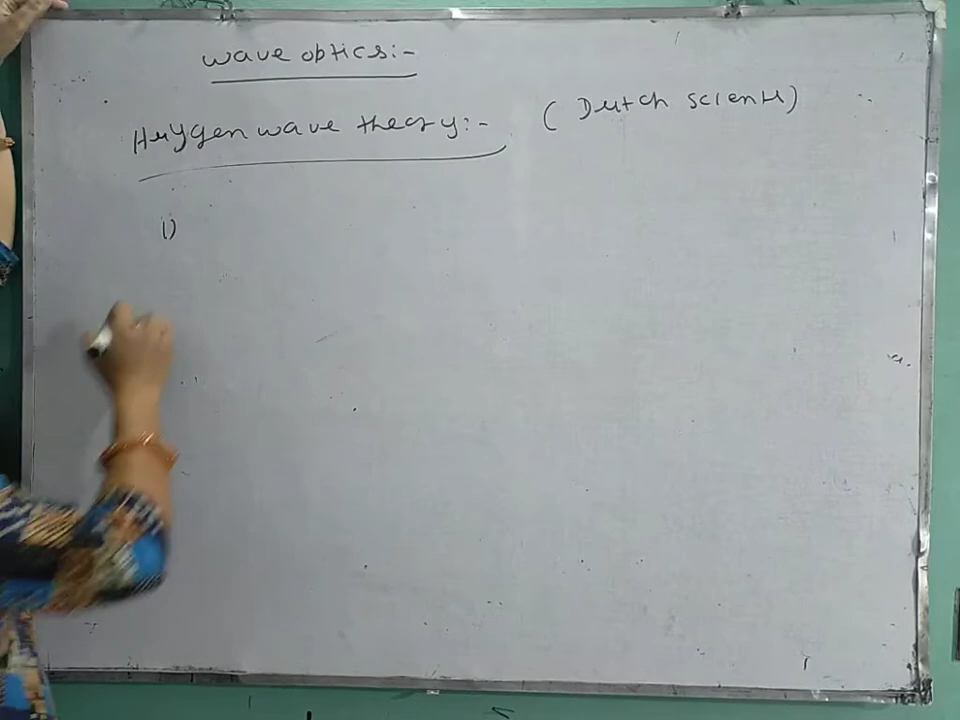 wave optics:-
Huygen wave theory:- (Dutch scientist)
1)